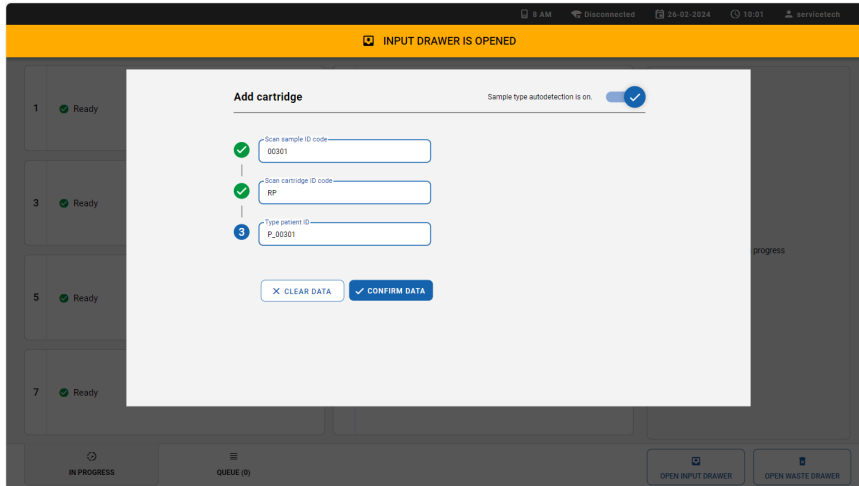 8 AM Disconnected 26-02-2024 10:01 servicetech
INPUT DRAWER IS OPENED
Add cartridge
Sample type autodetection is on.
1 Ready
Scan sample ID code
00301
Scan cartridge ID code
RP
3 Ready
Type patient ID
3 P_00301
progress
CLEAR DATA CONFIRM DATA
5 Ready
7 Ready
IN PROGRESS
QUEUE (0)
OPEN INPUT DRAWER
OPEN WASTE DRAWER